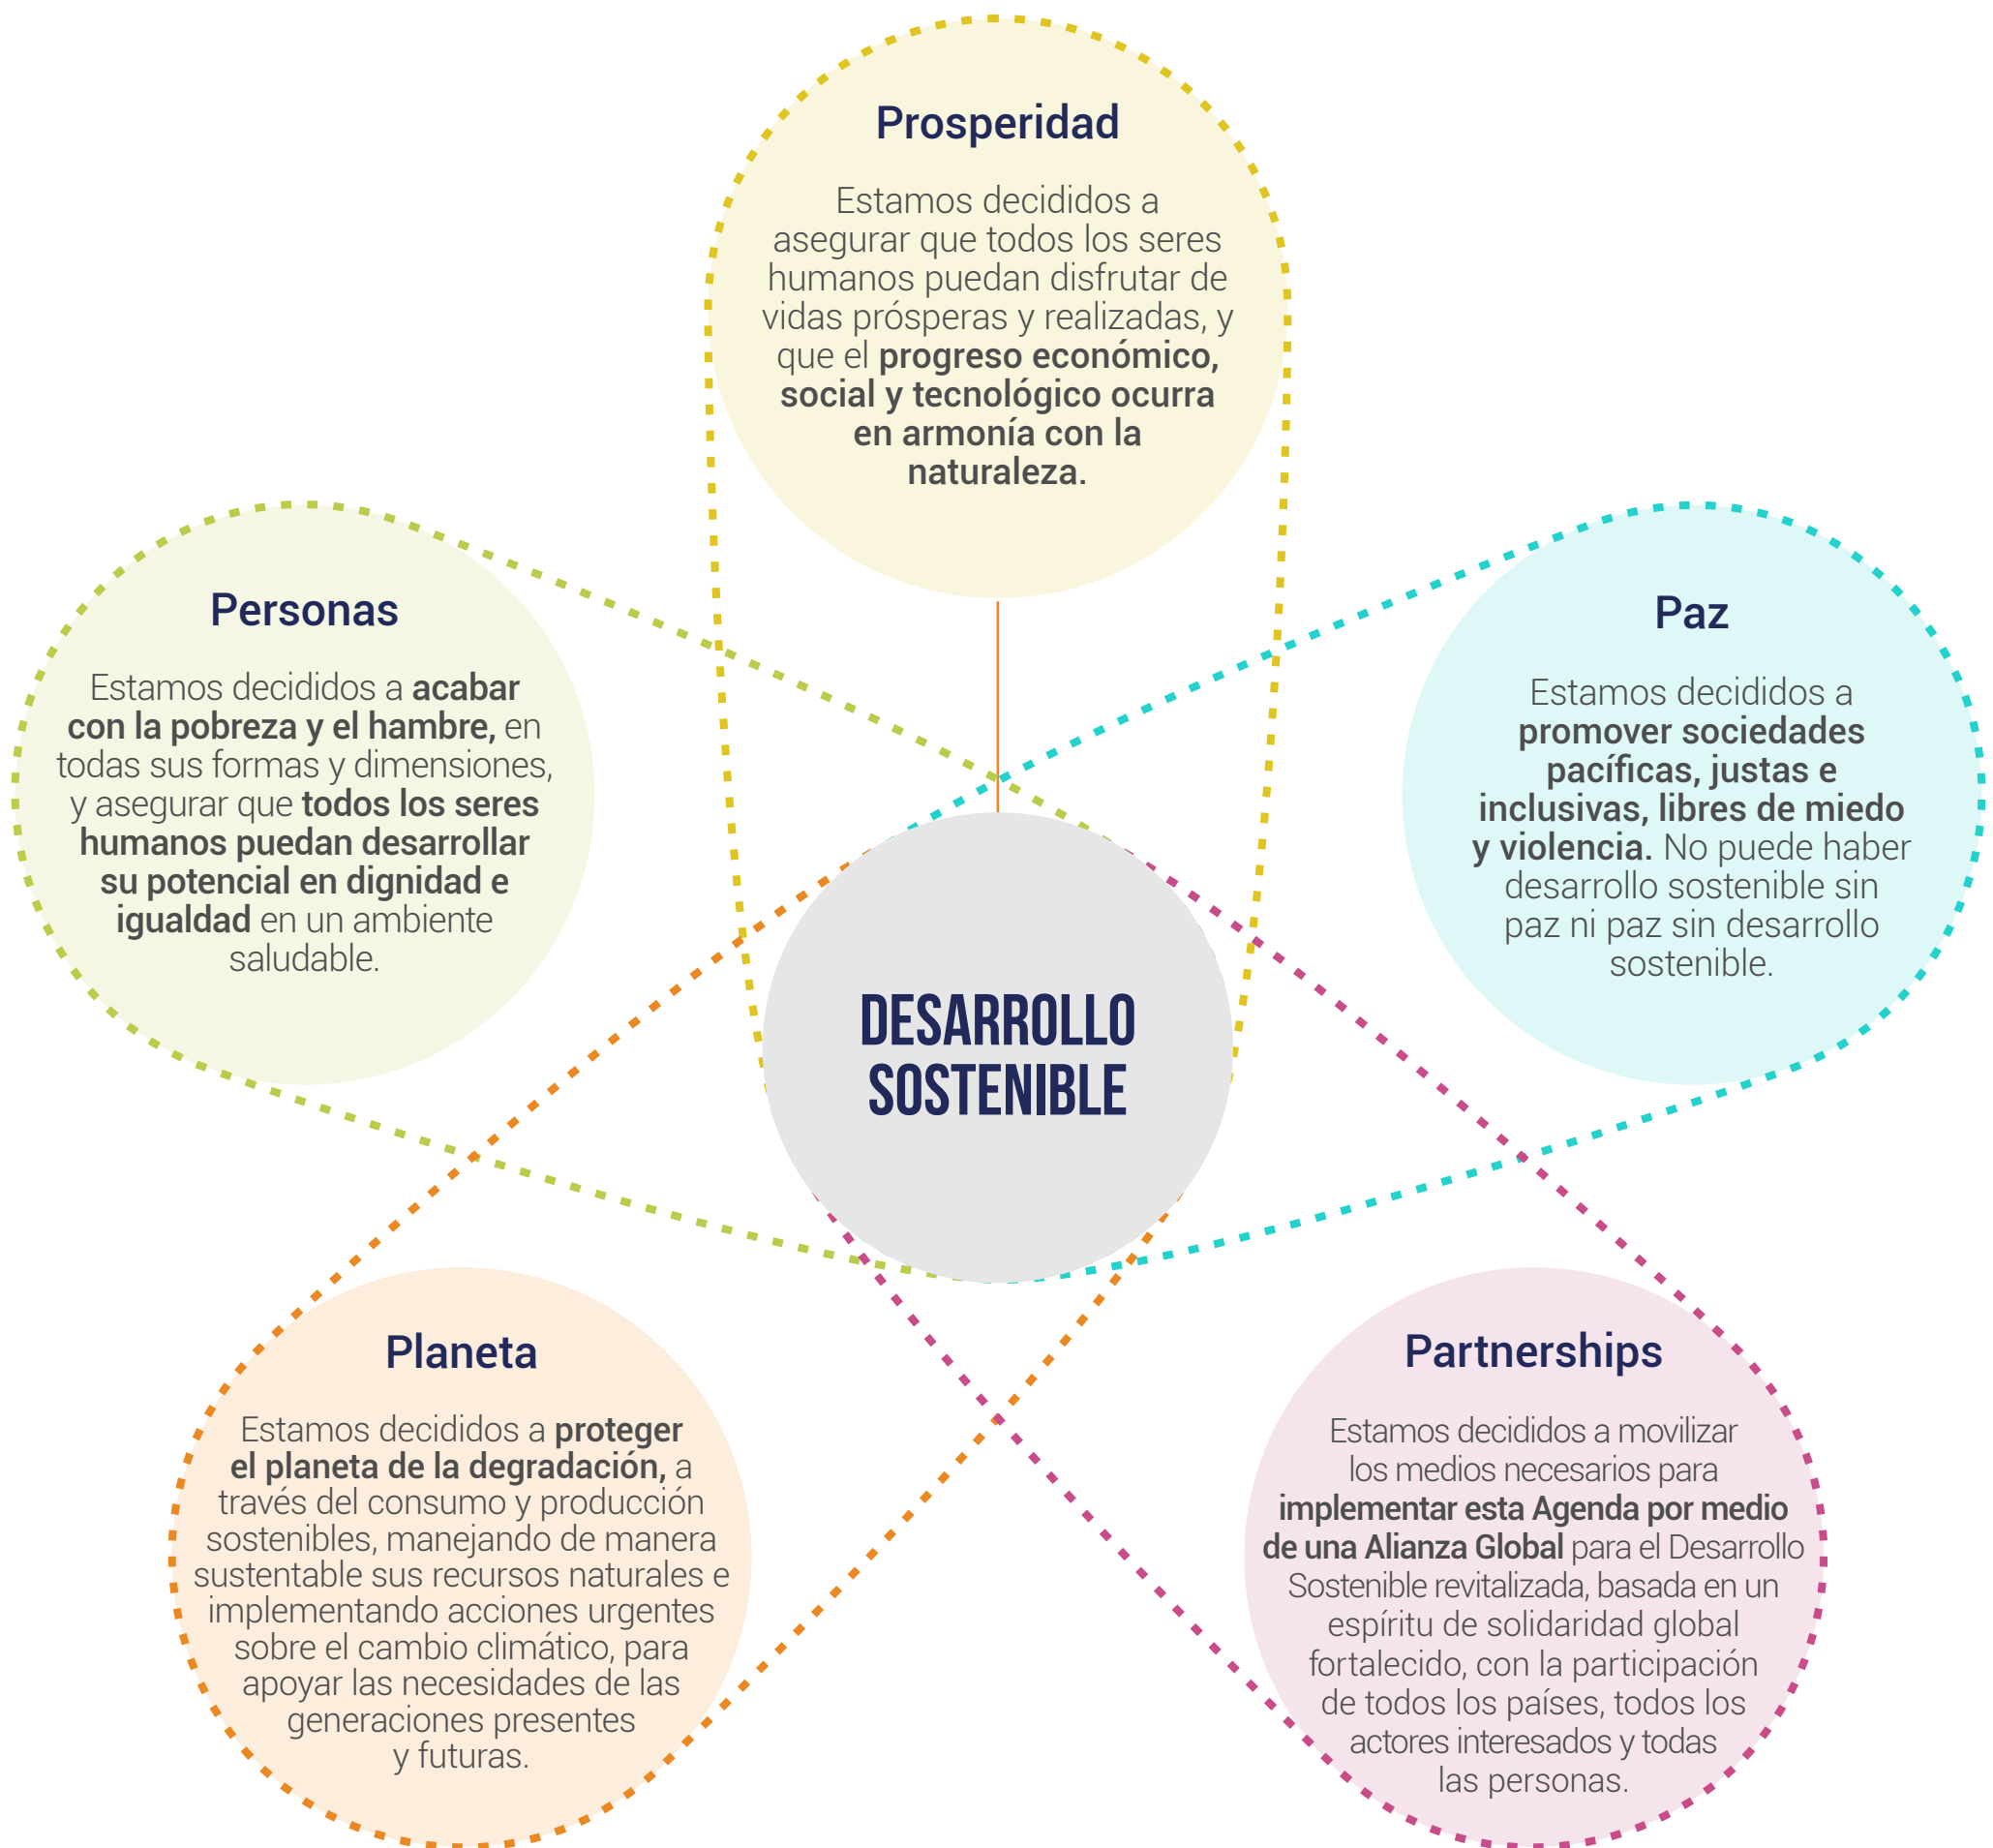 Prosperidad
Estamos decididos a
asegurar que todos los seres
humanos puedan disfrutar de
vidas prósperas y realizadas, y
que el progreso económico,
social y tecnológico ocurra
en armonía con la
naturaleza.
Personas
Estamos decididos a acabar
con la pobreza y el hambre, en
todas sus formas y dimensiones,
y asegurar que todos los seres
humanos puedan desarrollar
su potencial en dignidad e
igualdad en un ambiente
saludable.
Paz
Estamos decididos a
promover sociedades
pacíficas, justas e
inclusivas, libres de miedo
y violencia. No puede haber
desarrollo sostenible sin
paz ni paz sin desarrollo
sostenible.
DESARROLLO
SOSTENIBLE
Planeta
Estamos decididos a proteger
el planeta de la degradación, a
través del consumo y producción
sostenibles, manejando de manera
sustentable sus recursos naturales e
implementando acciones urgentes
sobre el cambio climático, para
apoyar las necesidades de las
generaciones presentes
y futuras.
Partnerships
Estamos decididos a movilizar
los medios necesarios para
implementar esta Agenda por medio
de una Alianza Global para el Desarrollo
Sostenible revitalizada, basada en un
espíritu de solidaridad global
fortalecido, con la participación
de todos los países, todos los
actores interesados y todas
las personas.